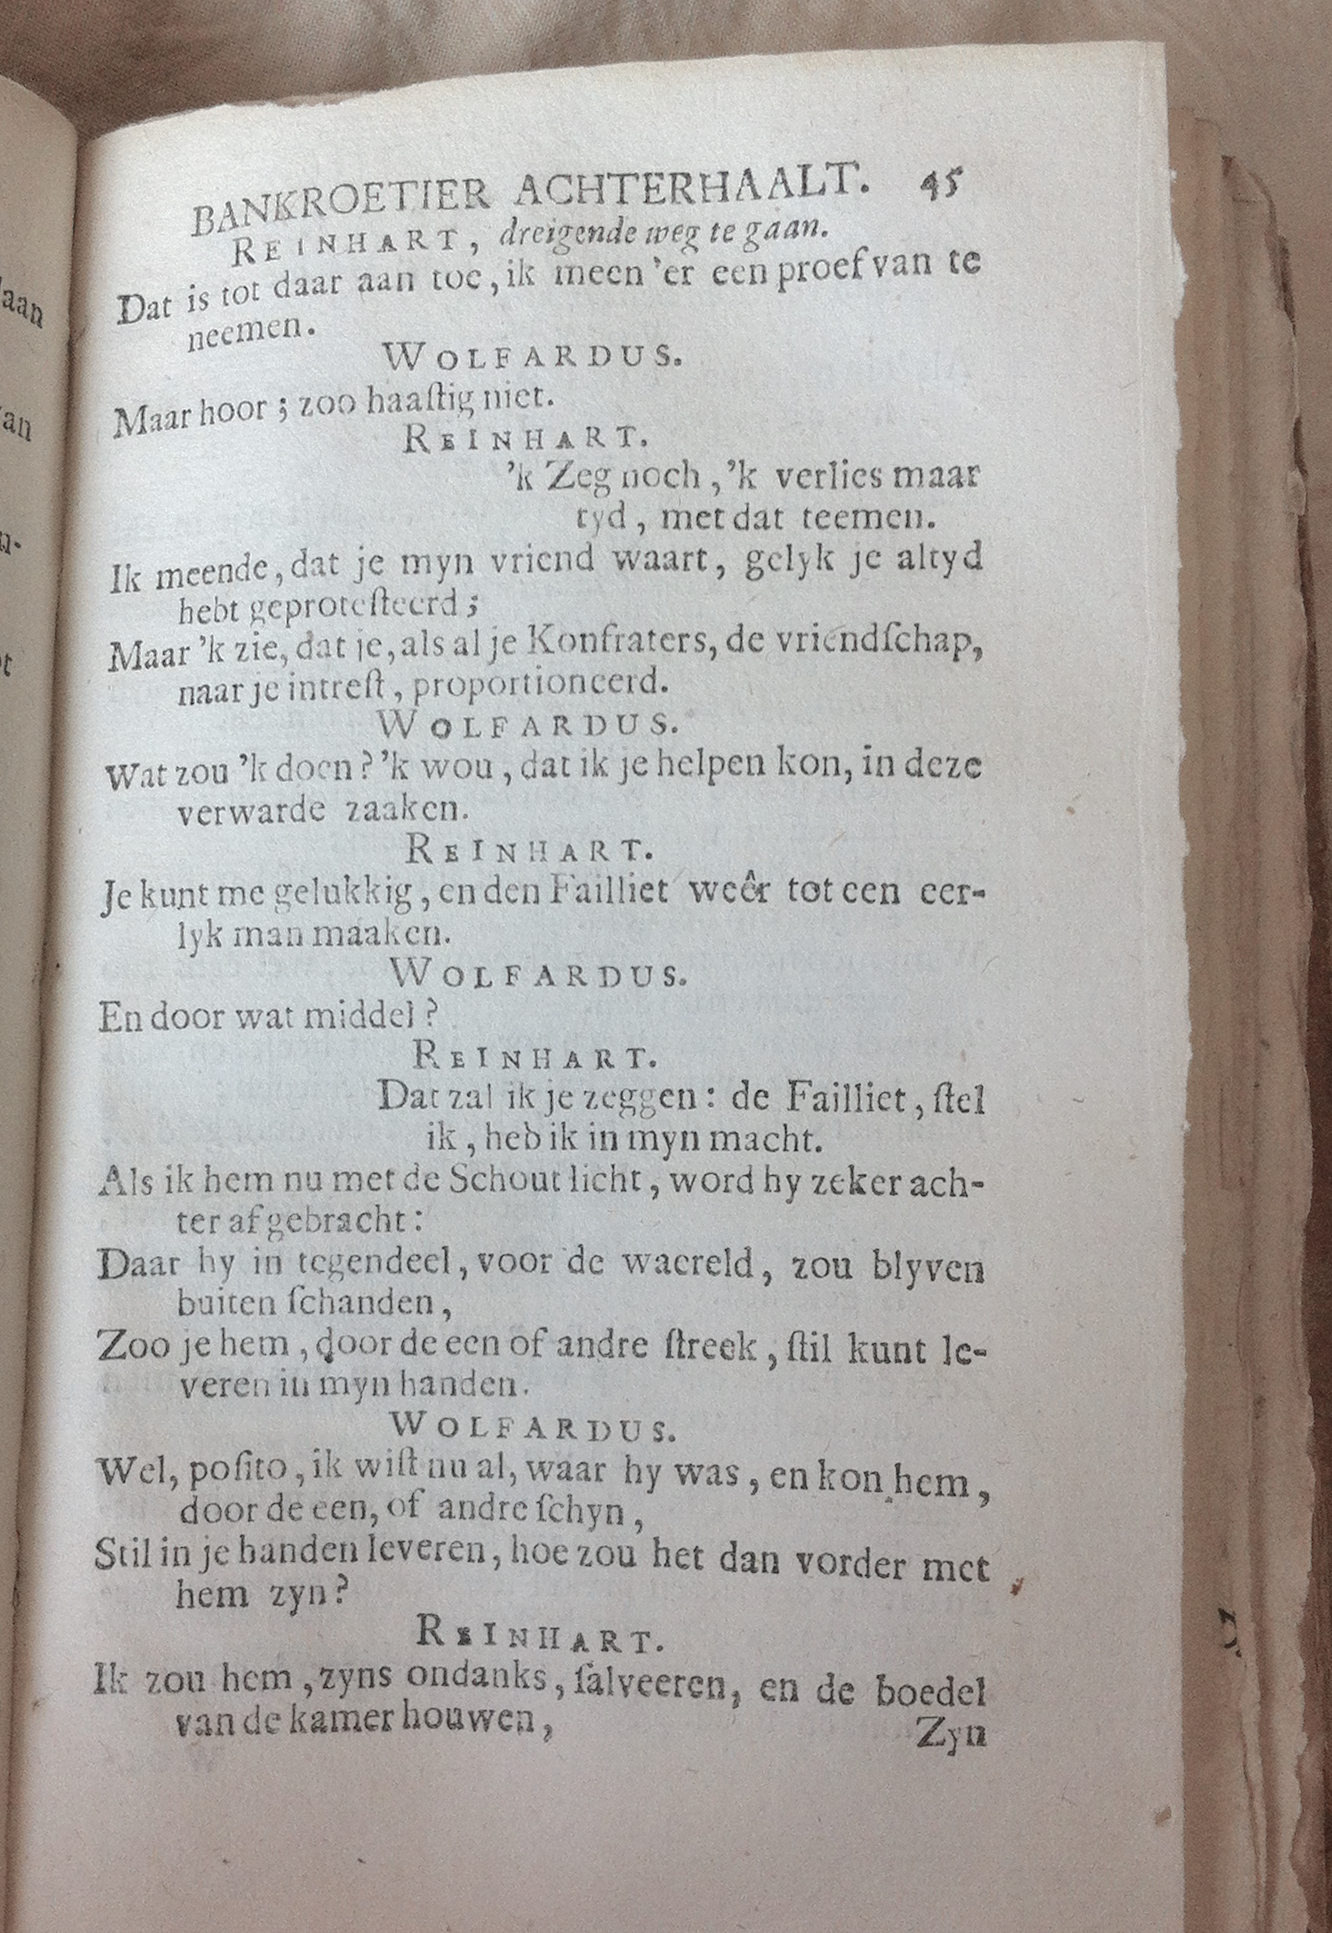 BANKROETIER ACHTERHAALT. 45
REINHART, dreigende weg te gaan.
Dat is tot daar aan toe, ik meen 'er een proef van te
neemen.
WOLFARDUS.
Maar hoor; zoo haaſtig niet.
REINHART.
'k Zeg noch, 'k verlies maar
tyd, met dat teemen.
Ik meende, dat je myn vriend waart, gelyk je altyd
hebt geproteſteerd;
Maar 'k zie, dat je, als al je Konfraters, de vriendſchap,
naar je intreſt, proportioneerd.
WOLFARDUS.
Wat zou 'k doen? 'k wou, dat ik je helpen kon, in deze
verwarde zaaken.
REINHART.
Je kunt me gelukkig, en den Failliet weêr tot een eer-
lyk man maaken.
WOLFARDUS.
En door wat middel?
REINHART.
Dat zal ik je zeggen: de Failliet, ſtel
ik, heb ik in myn macht.
Als ik hem nu met de Schout licht, word hy zeker ach-
ter af gebracht:
Daar hy in tegendeel, voor de waereld, zou blyven
buiten ſchanden,
Zoo je hem, door de een of andre ſtreek, ſtil kunt le-
veren in myn handen.
WOLFARDUS.
Wel, poſito, ik wiſt nu al, waar hy was, en kon hem,
door de een, of andre ſchyn,
Stil in je handen leveren, hoe zou het dan vorder met
hem zyn?
REINHART.
Ik zou hem, zyns ondanks, ſalveeren, en de boedel
van de kamer houwen,
Zyn